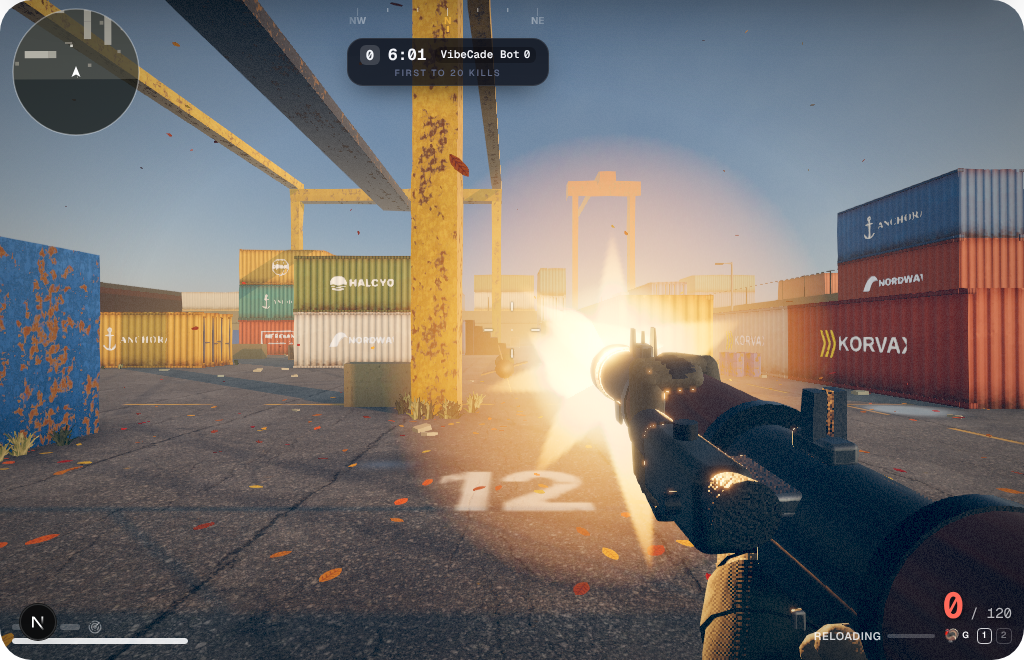 NW N NE
0 6:01 VibeCade Bot 0
FIRST TO 20 KILLS
ANCHOR
NORDWA
HALCYO
ANCHOR
NORDWA
KORVA
12
N
0 / 120
RELOADING
G 1 2